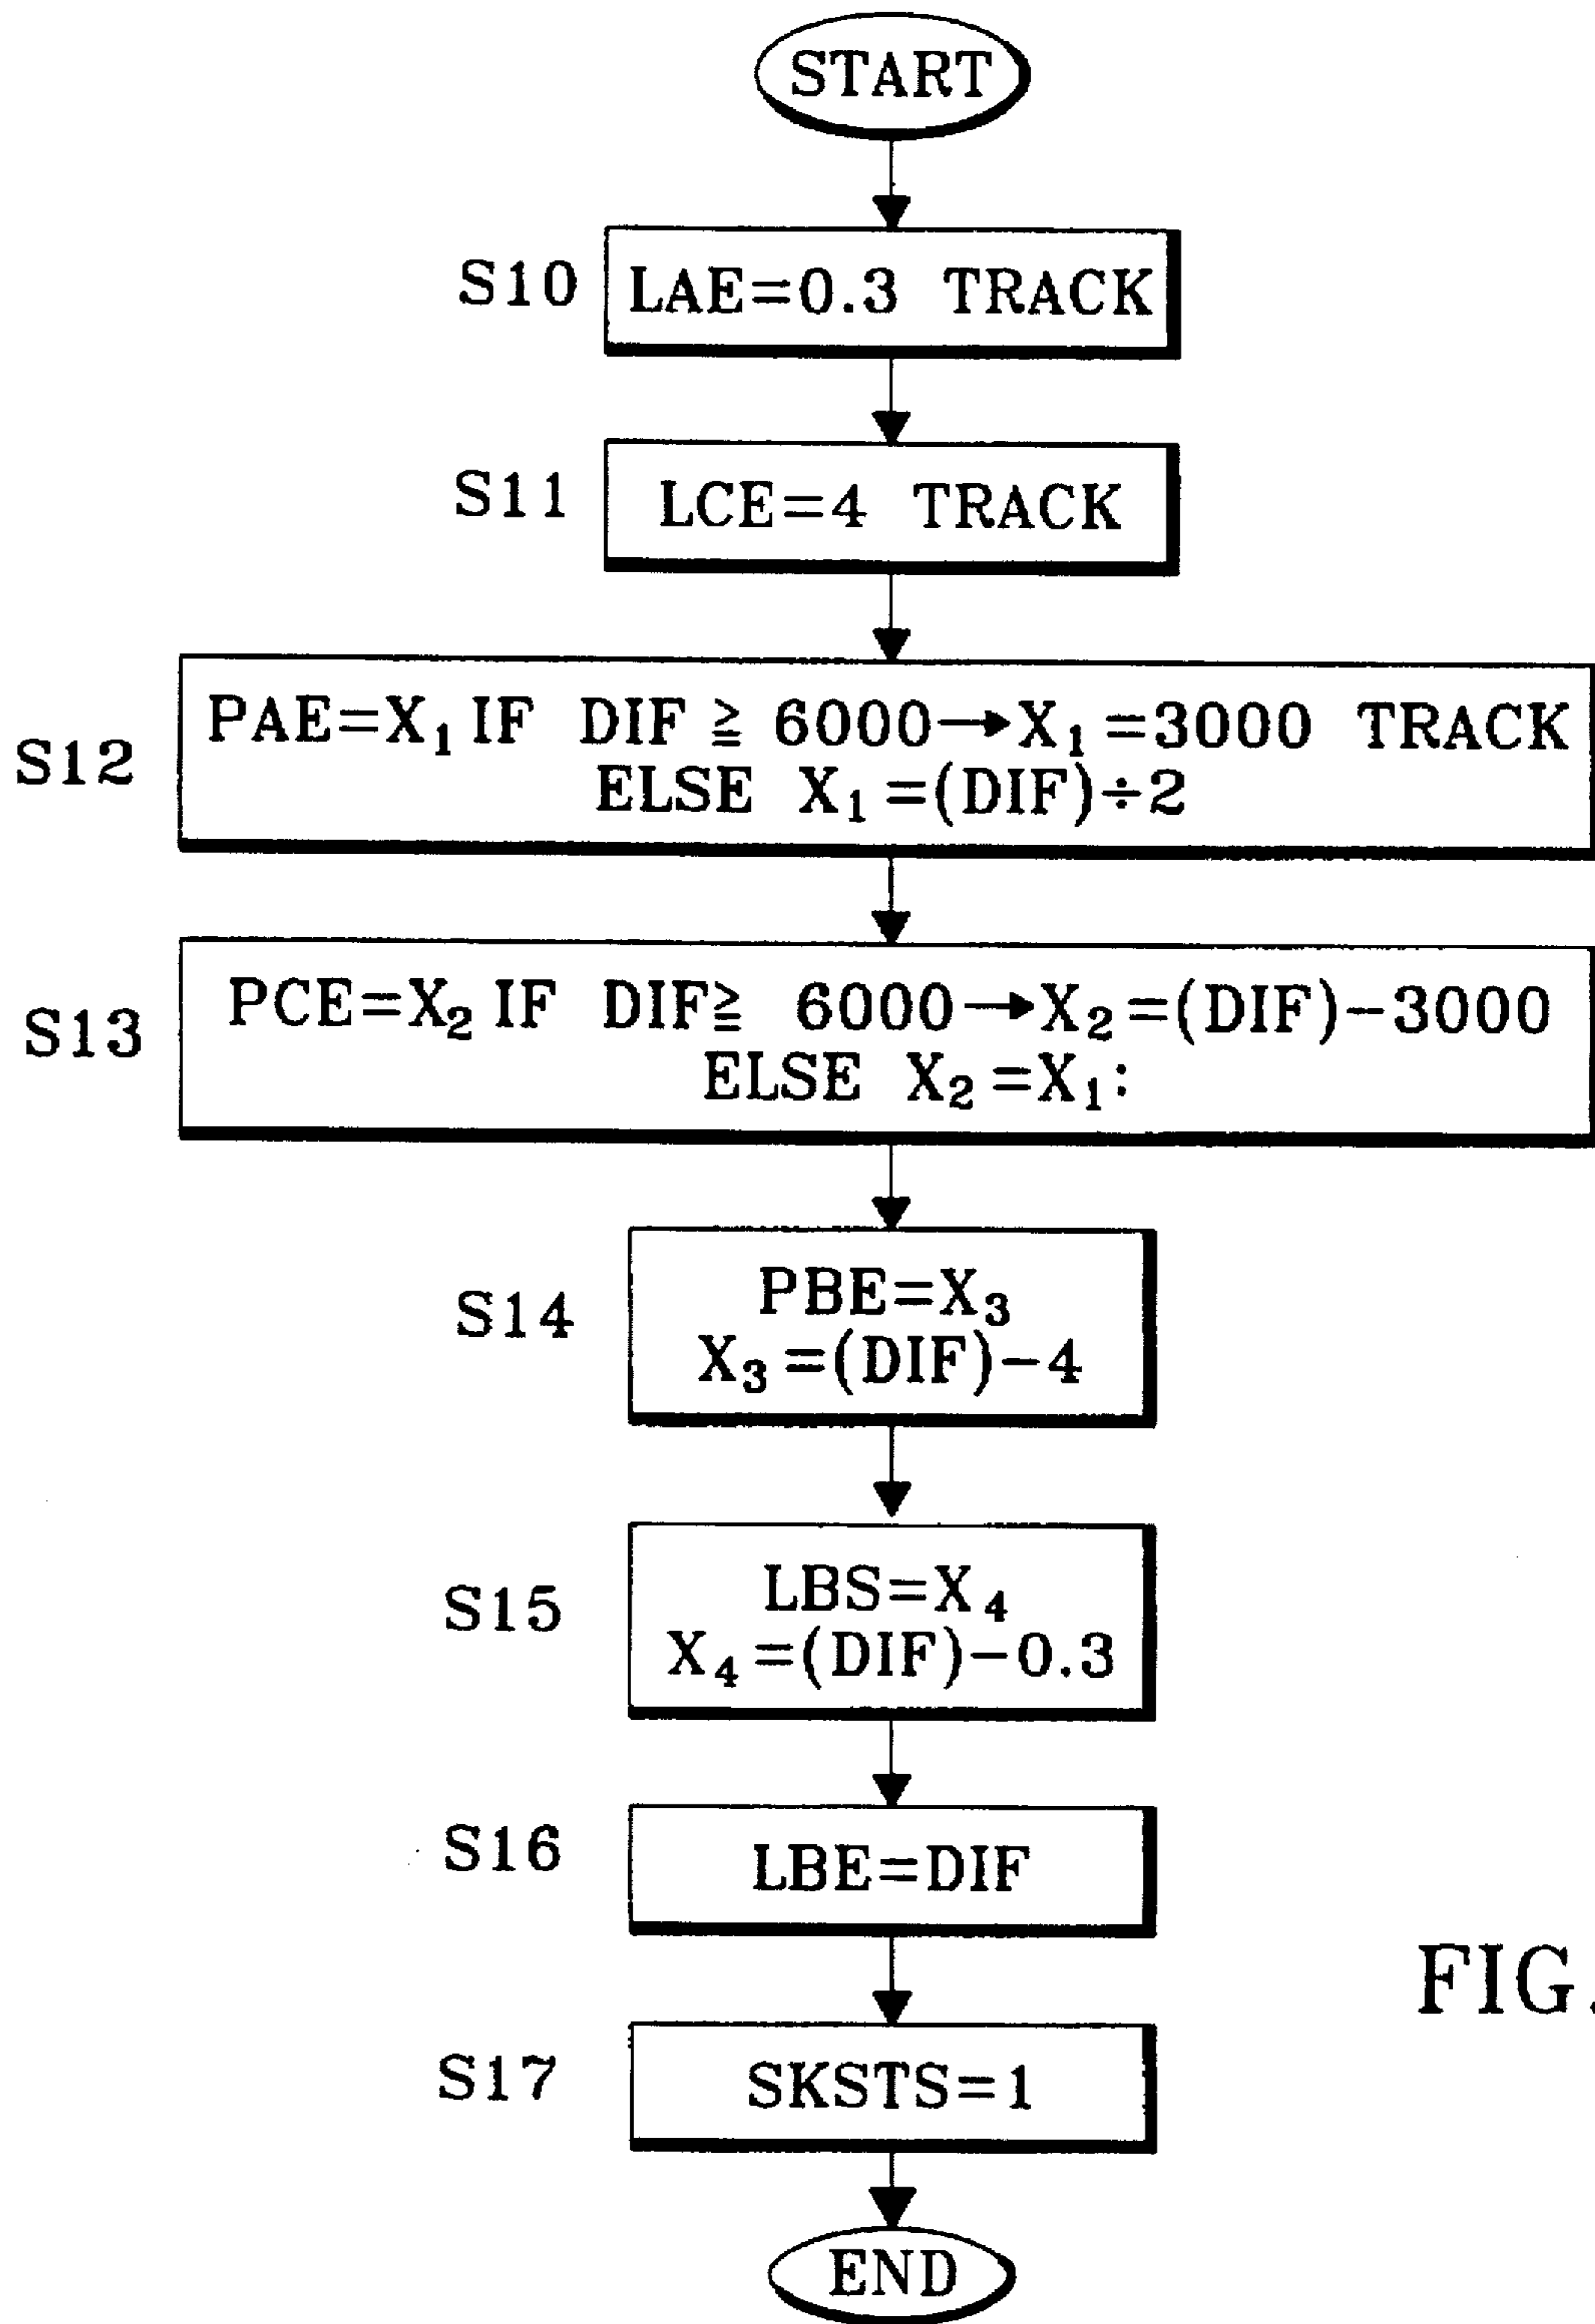 START
S10 LAE=0.3 TRACK
S11 LCE=4 TRACK
S12 PAE=X₁ IF DIF ≧ 6000→X₁=3000 TRACK
ELSE X₁=(DIF)÷2
S13 PCE=X₂ IF DIF≧ 6000→X₂=(DIF)−3000
ELSE X₂=X₁:
S14 PBE=X₃
X₃=(DIF)−4
S15 LBS=X₄
X₄=(DIF)−0.3
S16 LBE=DIF
FIG.
S17 SKSTS=1
END